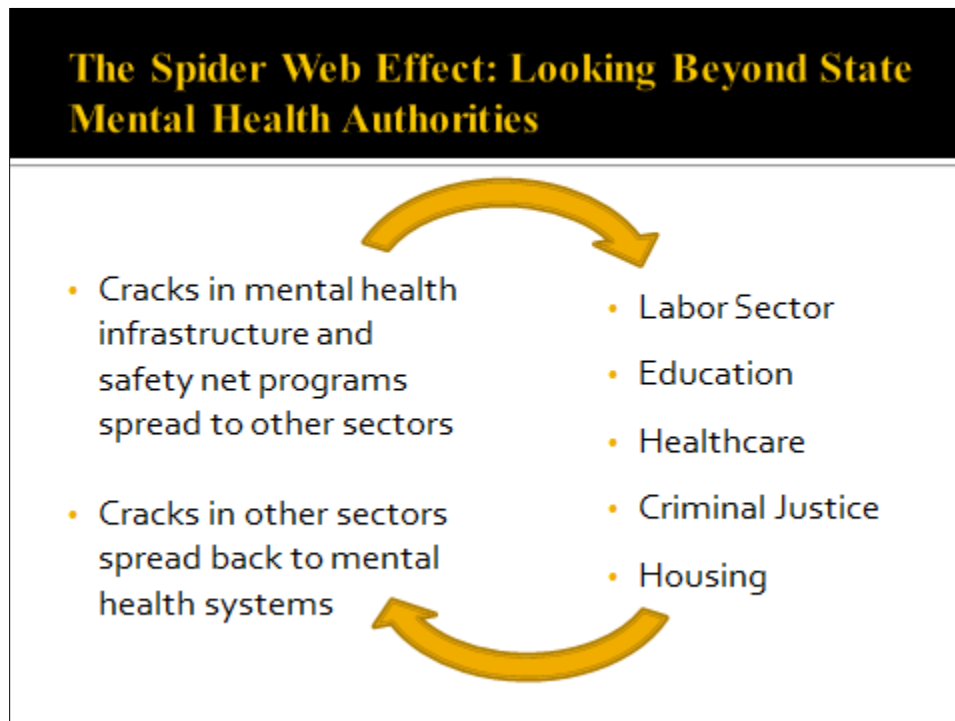 The Spider Web Effect: Looking Beyond State
Mental Health Authorities
• Cracks in mental health
infrastructure and
safety net programs
spread to other sectors
• Cracks in other sectors
spread back to mental
health systems
• Labor Sector
• Education
• Healthcare
• Criminal Justice
• Housing